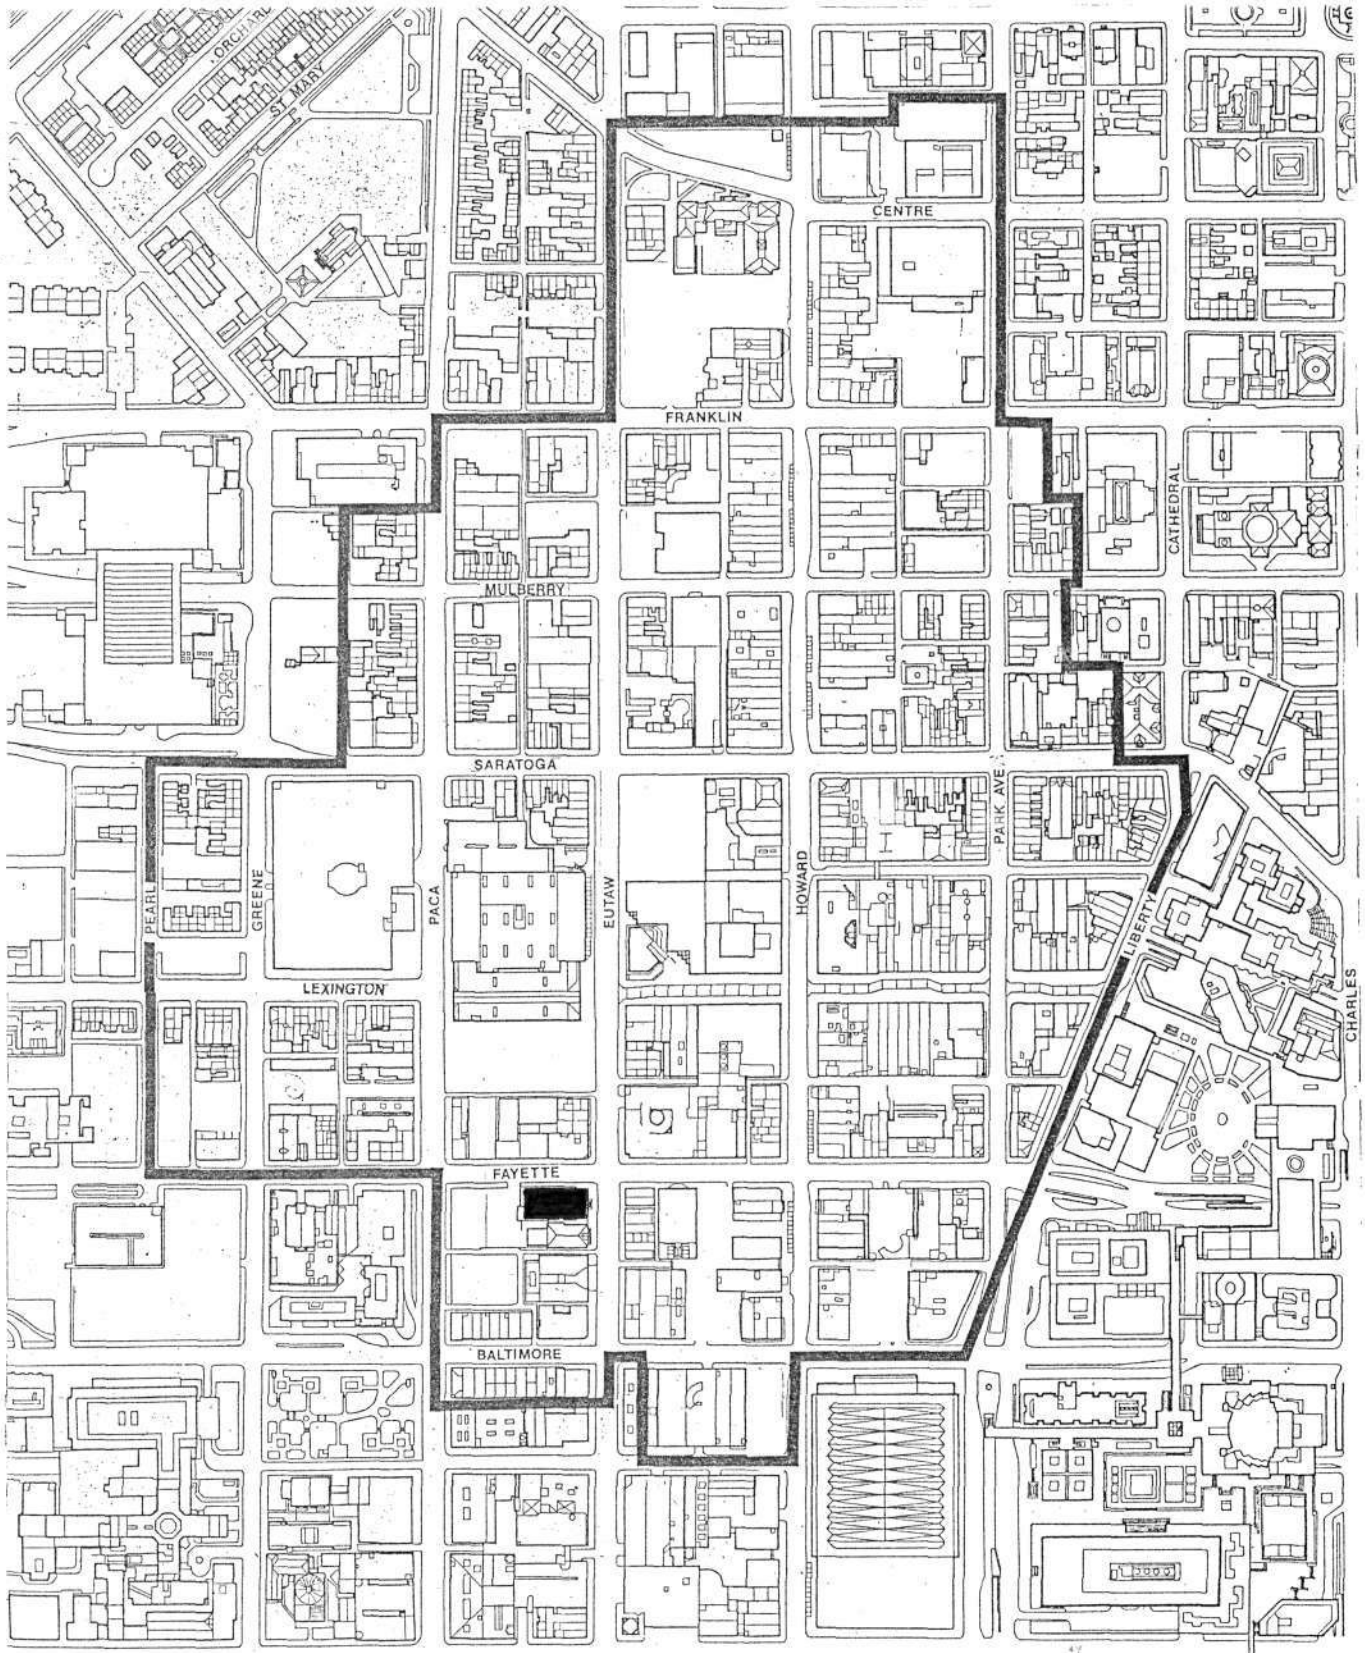 ORCHARD
ST. MARY
CENTRE
FRANKLIN
CATHEDRAL
MULBERRY
SARATOGA
PARK AVE.
PEARL
GREENE
PACA
EUTAW
HOWARD
LIBERTY
LEXINGTON
CHARLES
FAYETTE
BALTIMORE